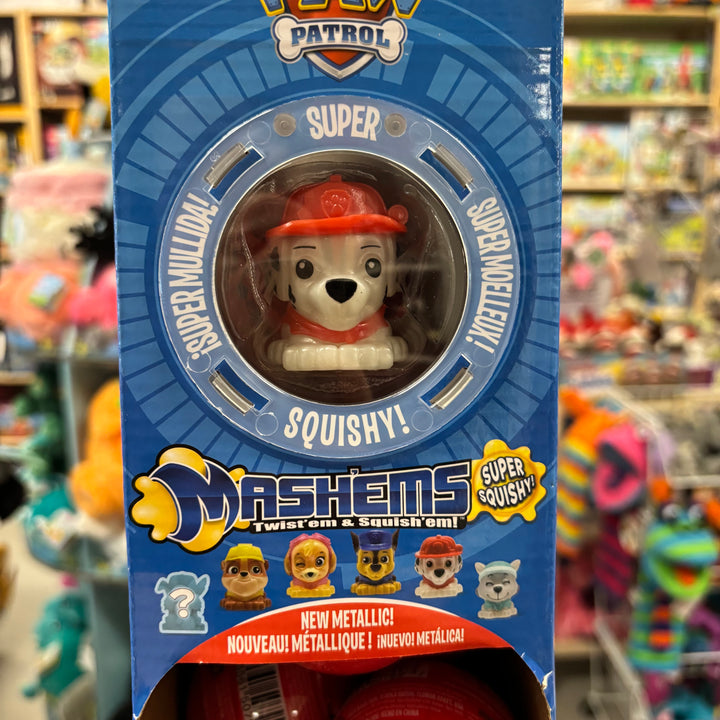 PAW
PATROL
SUPER
¡SUPER MULLIDA!
SUPER MOELLEUX!
SQUISHY!
MASH'EMS
Twist'em & Squish'em!
SUPER
SQUISHY!
?
NEW METALLIC!
NOUVEAU! MÉTALLIQUE! ¡NUEVO! METÁLICA!